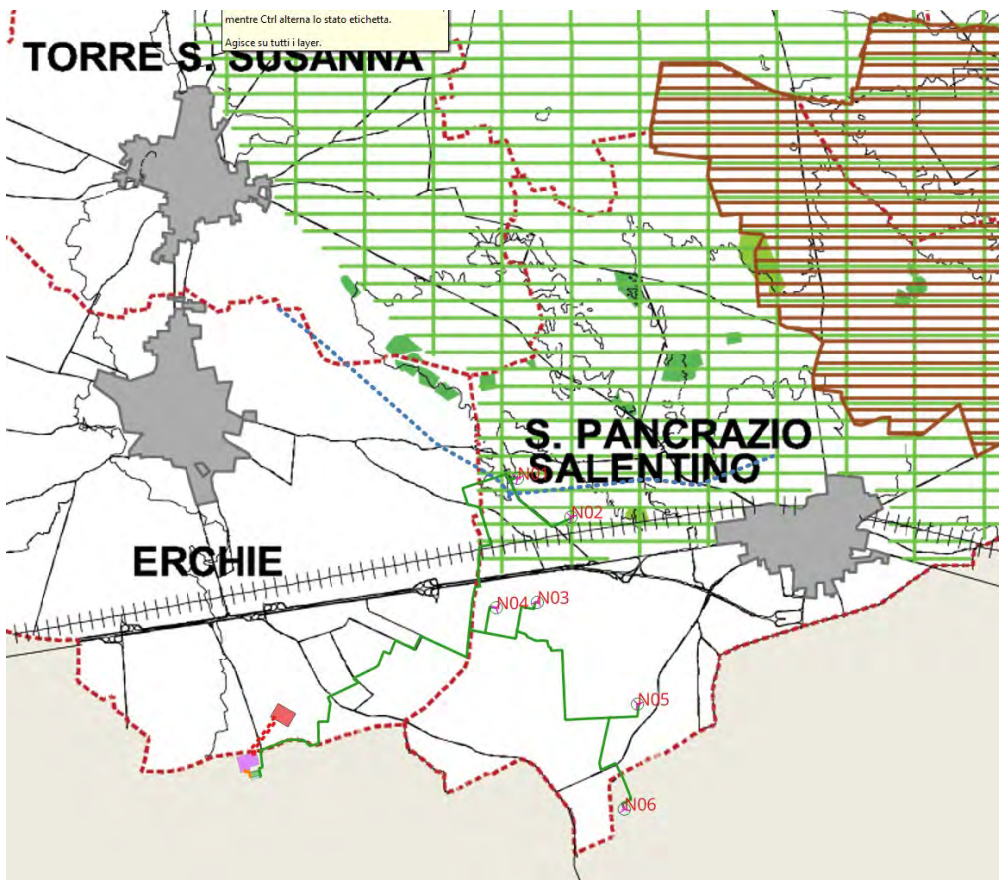 mentre Ctrl alterna lo stato etichetta.
Agisce su tutti i layer.
TORRE S. SUSANNA
S. PANCRAZIO
SALENTINO
N01
N02
ERCHIE
N04
N03
N05
N06